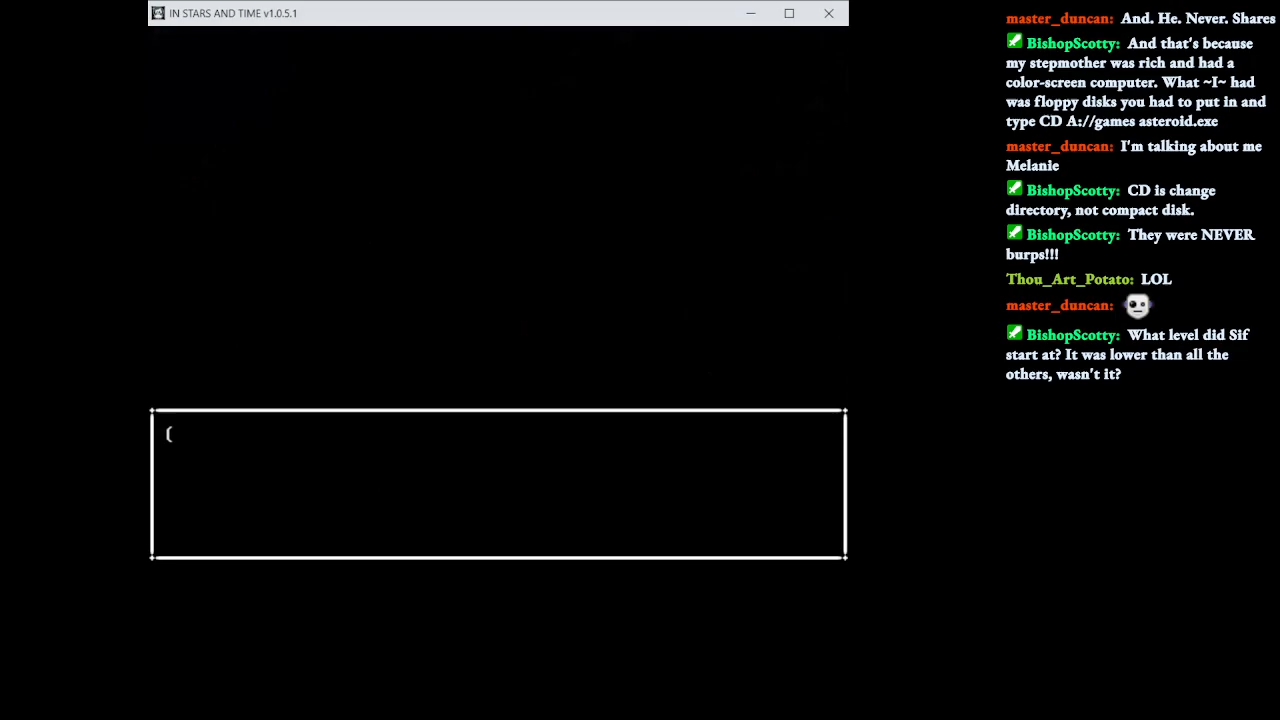 IN STARS AND TIME v1.0.5.1
(
master_duncan: And. He. Never. Shares
BishopScotty: And that's because
my stepmother was rich and had a
color-screen computer. What ~I~ had
was floppy disks you had to put in and
type CD A://games asteroid.exe
master_duncan: I'm talking about me
Melanie
BishopScotty: CD is change
directory, not compact disk.
BishopScotty: They were NEVER
burps!!!
Thou_Art_Potato: LOL
master_duncan:
BishopScotty: What level did Sif
start at? It was lower than all the
others, wasn't it?